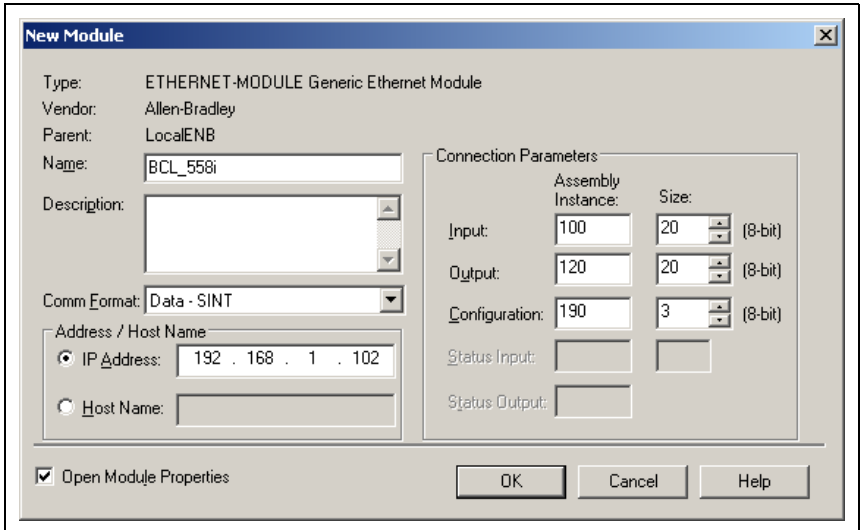 New Module
Type: ETHERNET-MODULE Generic Ethernet Module
Vendor: Allen-Bradley
Parent: LocalENB
Name: BCL_558i
Description:
Comm Format: Data - SINT
Address / Host Name
IP Address: 192 . 168 . 1 . 102
Host Name:
Connection Parameters
Assembly
Instance: Size:
Input: 100 20 (8-bit)
Output: 120 20 (8-bit)
Configuration: 190 3 (8-bit)
Status Input:
Status Output:
Open Module Properties
OK Cancel Help